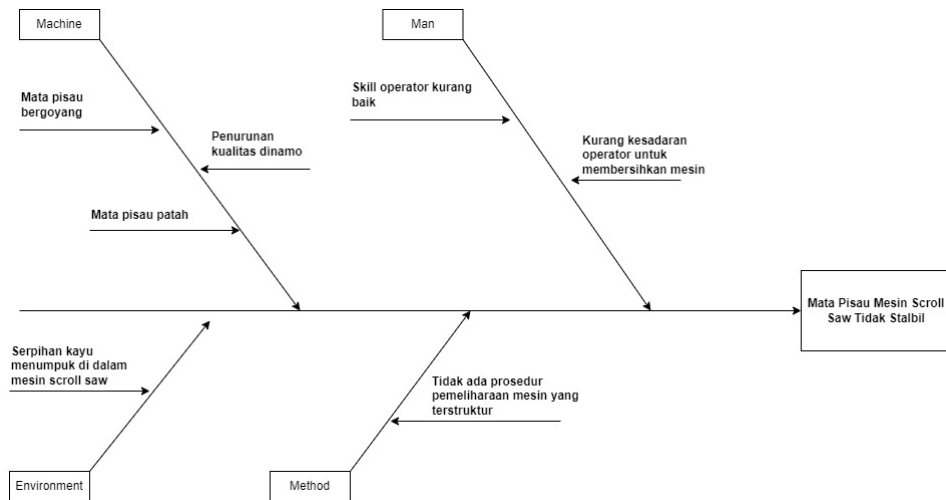 Machine
Man
Mata pisau
bergoyang
Skill operator kurang
baik
Penurunan
kualitas dinamo
Kurang kesadaran
operator untuk
membersihkan mesin
Mata pisau patah
Mata Pisau Mesin Scroll
Saw Tidak Stalbil
Serpihan kayu
menumpuk di dalam
mesin scroll saw
Tidak ada prosedur
pemeliharaan mesin yang
terstruktur
Environment
Method